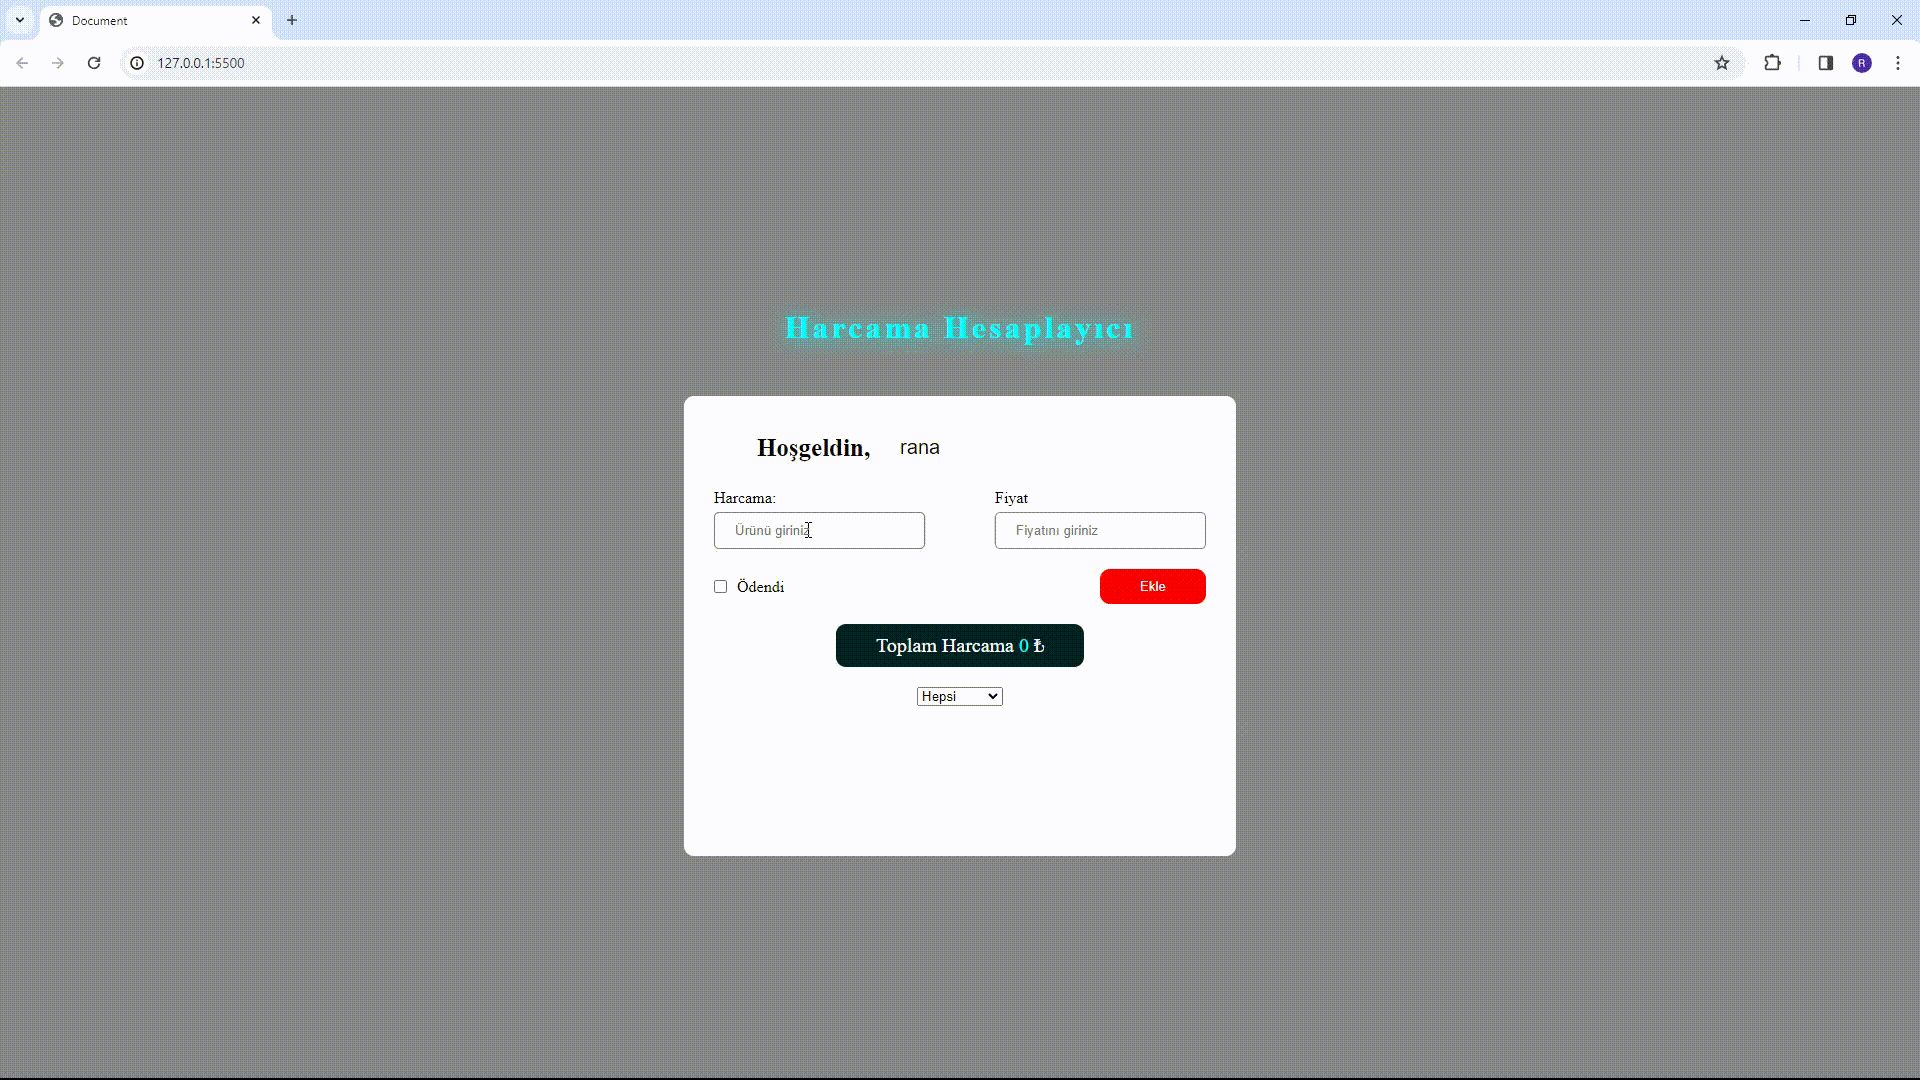 Document
127.0.0.1:5500
R
Harcama Hesaplayıcı
Hoşgeldin, rana
Harcama: Fiyat
Ürünü giriniz Fiyatını giriniz
Ödendi Ekle
Toplam Harcama 0 ₺
Hepsi